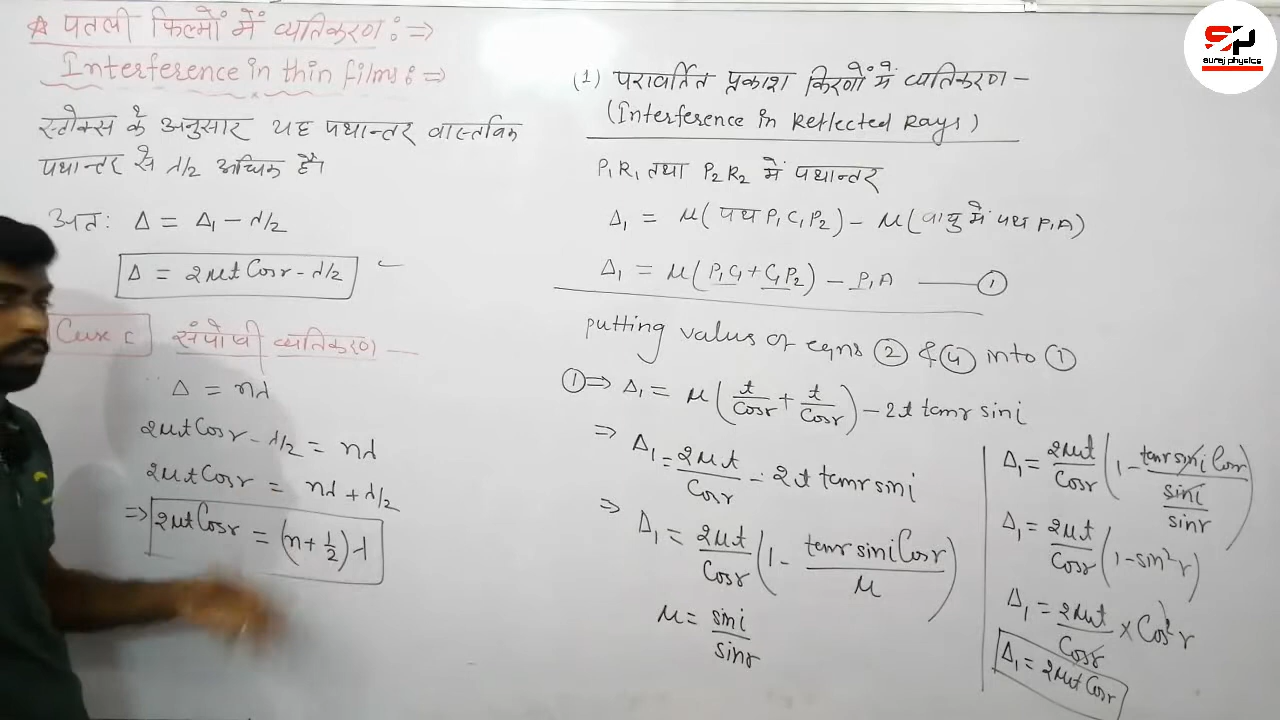 ☆ पतली फिल्मों में व्यतिकरण :⇒
Interference in thin films :⇒
स्टोक्स के अनुसार यह पथान्तर वास्तविक
पथान्तर से λ/2 अधिक है।
अतः Δ = Δ₁ - λ/2
Δ = 2μt Cosr - λ/2
Case I संपोषी व्यतिकरण —
Δ = nλ
2μt Cosr - λ/2 = nλ
2μt Cosr = nλ + λ/2
⇒ 2μt Cosr = (n + 1/2) λ
(1) परावर्तित प्रकाश किरणों में व्यतिकरण –
(Interference in Reflected Rays)
P₁R₁ तथा P₂R₂ में पथान्तर
Δ₁ = μ( पथ P₁C₁P₂) - μ(वायु में पथ P₁A)
Δ₁ = μ(P₁C₁ + C₁P₂) - P₁A —— ①
putting value of eqns ② & ④ into ①
① ⇒ Δ₁ = μ(t/Cosr + t/Cosr) - 2t tanr sini
⇒ Δ₁ = 2μt/Cosr - 2t tanr sini
⇒ Δ₁ = 2μt/Cosr (1 - tanr sini Cosr/μ)
μ = sini/sinr
Δ₁ = 2μt/Cosr (1 - tanr sini Cosr/(sini/sinr))
Δ₁ = 2μt/Cosr (1 - sin²r)
Δ₁ = 2μt/Cosr × Cos²r
Δ₁ = 2μt Cosr
SP
suraj physics